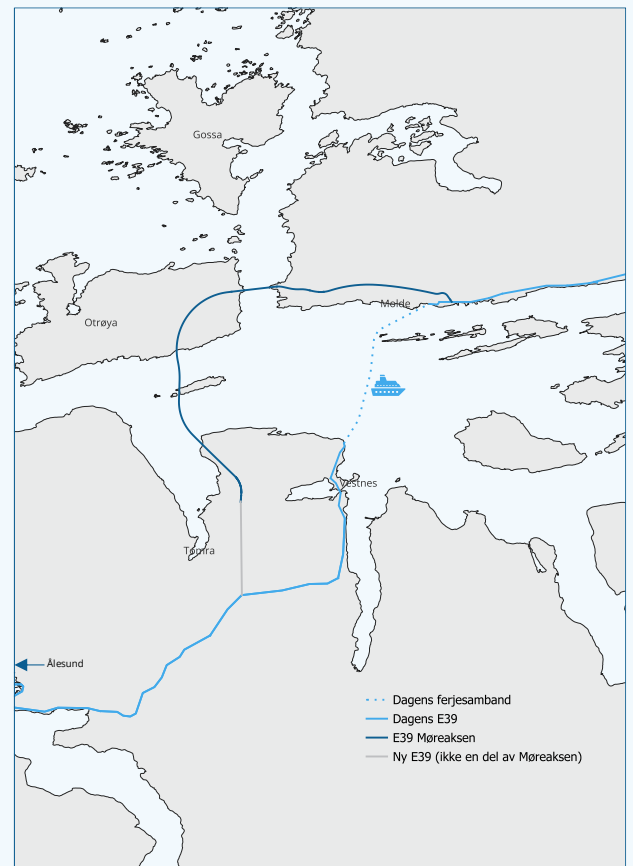 Gossa
Otrøya
Molde
Vestnes
Tomra
Ålesund
Dagens ferjesamband
Dagens E39
E39 Møreaksen
Ny E39 (ikke en del av Møreaksen)